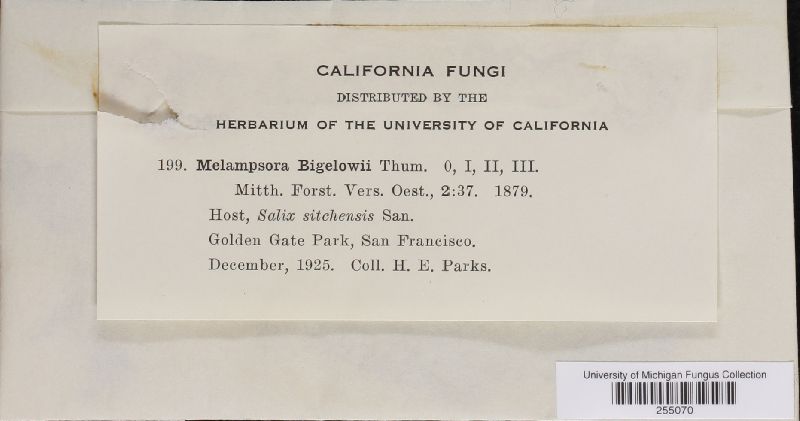 CALIFORNIA FUNGI
DISTRIBUTED BY THE
HERBARIUM OF THE UNIVERSITY OF CALIFORNIA
199. Melampsora Bigelowii Thum. 0, I, II, III.
Mitth. Forst. Vers. Oest., 2:37. 1879.
Host, Salix sitchensis San.
Golden Gate Park, San Francisco.
December, 1925. Coll. H. E. Parks.
University of Michigan Fungus Collection
255070